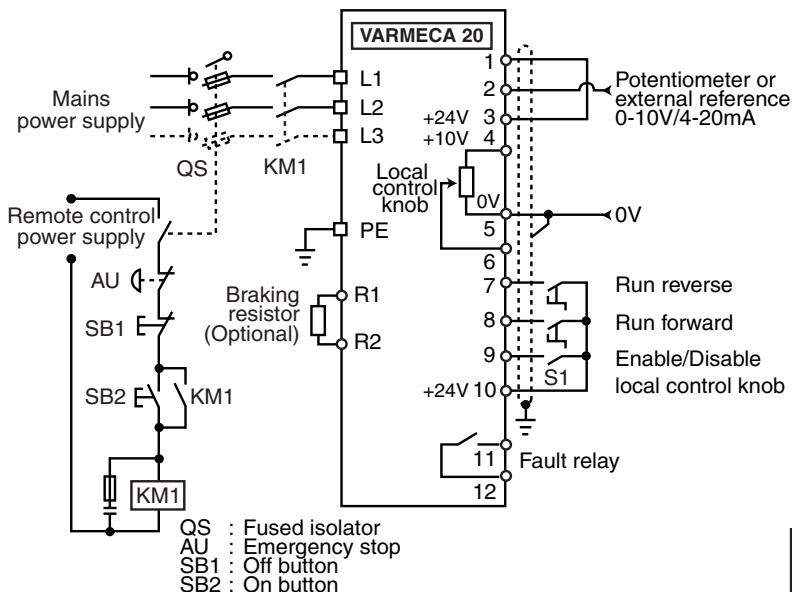 VARMECA 20
L1
L2
L3
Mains
power supply
QS
KM1
1
2
+24V 3
+10V 4
Potentiometer or
external reference
0-10V/4-20mA
Local
control
knob
0V
5
0V
6
Remote control
power supply
PE
AU
Braking
resistor
(Optional)
R1
R2
SB1
7
Run reverse
8
Run forward
9
S1
Enable/Disable
local control knob
+24V 10
SB2
KM1
11
Fault relay
12
KM1
QS : Fused isolator
AU : Emergency stop
SB1 : Off button
SB2 : On button